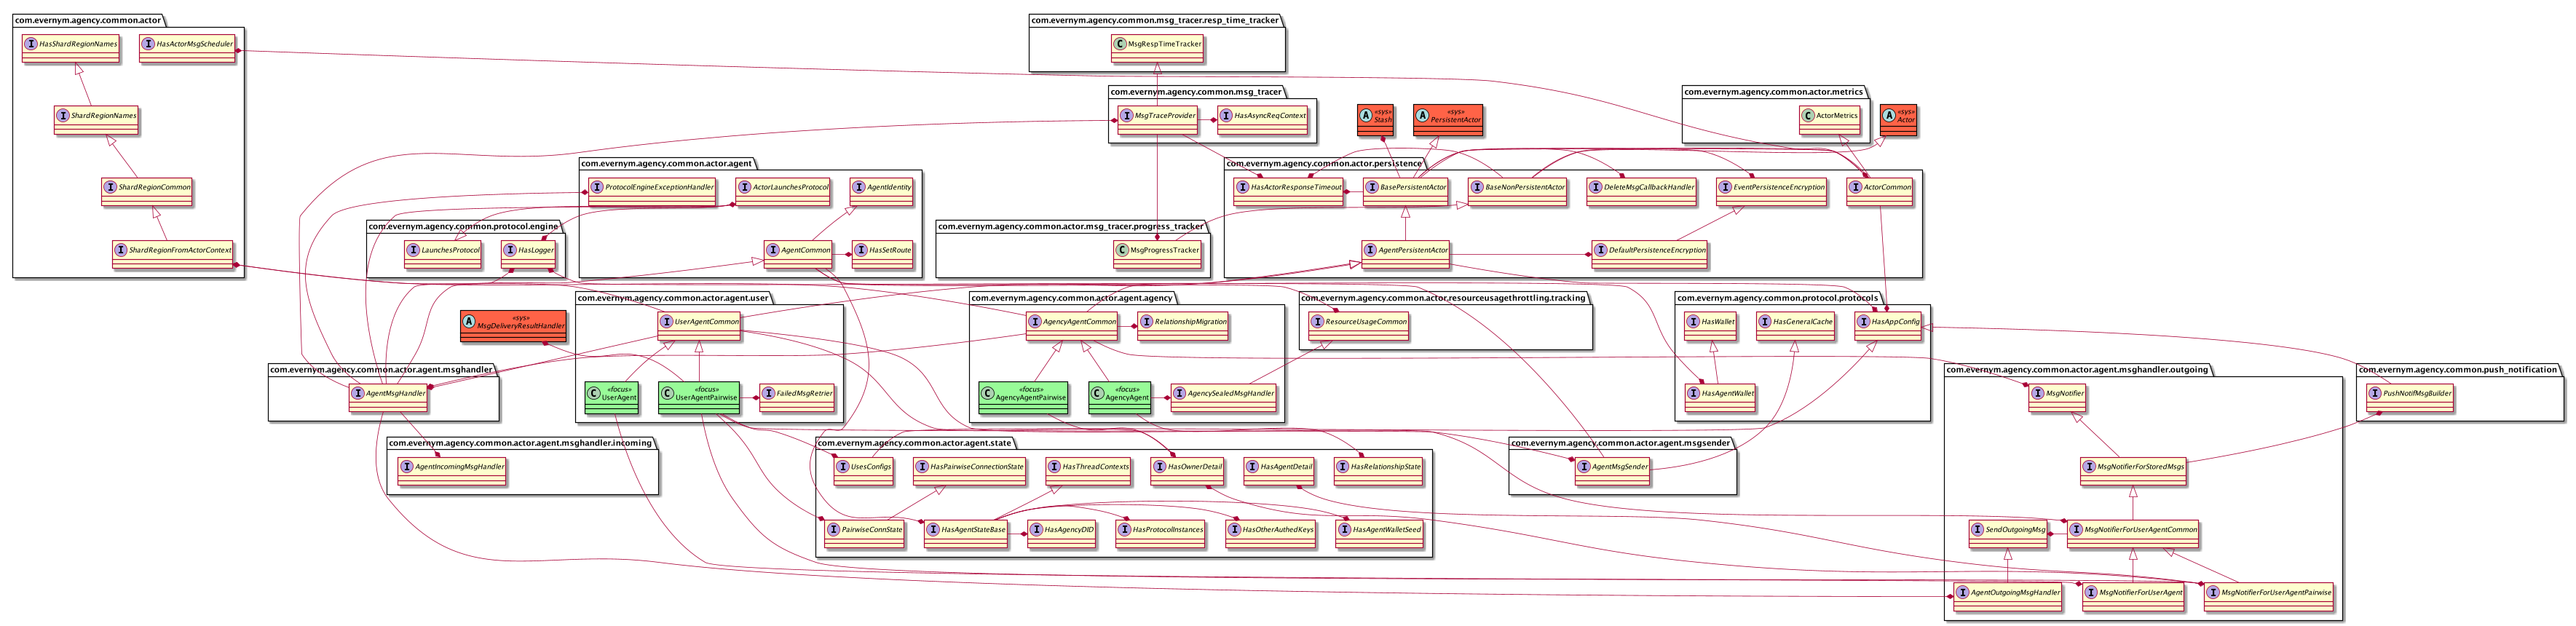 com.evernym.agency.common.actor
I HasShardRegionNames
I HasActorMsgScheduler
I ShardRegionNames
I ShardRegionCommon
I ShardRegionFromActorContext
com.evernym.agency.common.msg_tracer.resp_time_tracker
C MsgRespTimeTracker
com.evernym.agency.common.msg_tracer
I MsgTraceProvider
I HasAsyncReqContext
A «sys»
Stash
A «sys»
PersistentActor
com.evernym.agency.common.actor.metrics
C ActorMetrics
A «sys»
Actor
com.evernym.agency.common.actor.agent
I ProtocolEngineExceptionHandler
I ActorLaunchesProtocol
I AgentIdentity
I AgentCommon
I HasSetRoute
com.evernym.agency.common.protocol.engine
I LaunchesProtocol
I HasLogger
com.evernym.agency.common.actor.persistence
I HasActorResponseTimeout
I BasePersistentActor
I BaseNonPersistentActor
I DeleteMsgCallbackHandler
I EventPersistenceEncryption
I ActorCommon
I AgentPersistentActor
I DefaultPersistenceEncryption
com.evernym.agency.common.actor.msg_tracer.progress_tracker
C MsgProgressTracker
A «sys»
MsgDeliveryResultHandler
com.evernym.agency.common.actor.agent.user
I UserAgentCommon
C «focus»
UserAgent
C «focus»
UserAgentPairwise
I FailedMsgRetrier
com.evernym.agency.common.actor.agent.agency
I AgencyAgentCommon
I RelationshipMigration
C «focus»
AgencyAgentPairwise
C «focus»
AgencyAgent
I AgencySealedMsgHandler
com.evernym.agency.common.actor.resourceusagethrottling.tracking
I ResourceUsageCommon
com.evernym.agency.common.protocol.protocols
I HasWallet
I HasGeneralCache
I HasAppConfig
I HasAgentWallet
com.evernym.agency.common.actor.agent.msghandler
I AgentMsgHandler
com.evernym.agency.common.actor.agent.msghandler.outgoing
I MsgNotifier
I MsgNotifierForStoredMsgs
I SendOutgoingMsg
I MsgNotifierForUserAgentCommon
I AgentOutgoingMsgHandler
I MsgNotifierForUserAgent
I MsgNotifierForUserAgentPairwise
com.evernym.agency.common.push_notification
I PushNotifMsgBuilder
com.evernym.agency.common.actor.agent.msghandler.incoming
I AgentIncomingMsgHandler
com.evernym.agency.common.actor.agent.state
I UsesConfigs
I HasPairwiseConnectionState
I HasThreadContexts
I HasOwnerDetail
I HasAgentDetail
I HasRelationshipState
I PairwiseConnState
I HasAgentStateBase
I HasAgencyDID
I HasProtocolInstances
I HasOtherAuthedKeys
I HasAgentWalletSeed
com.evernym.agency.common.actor.agent.msgsender
I AgentMsgSender